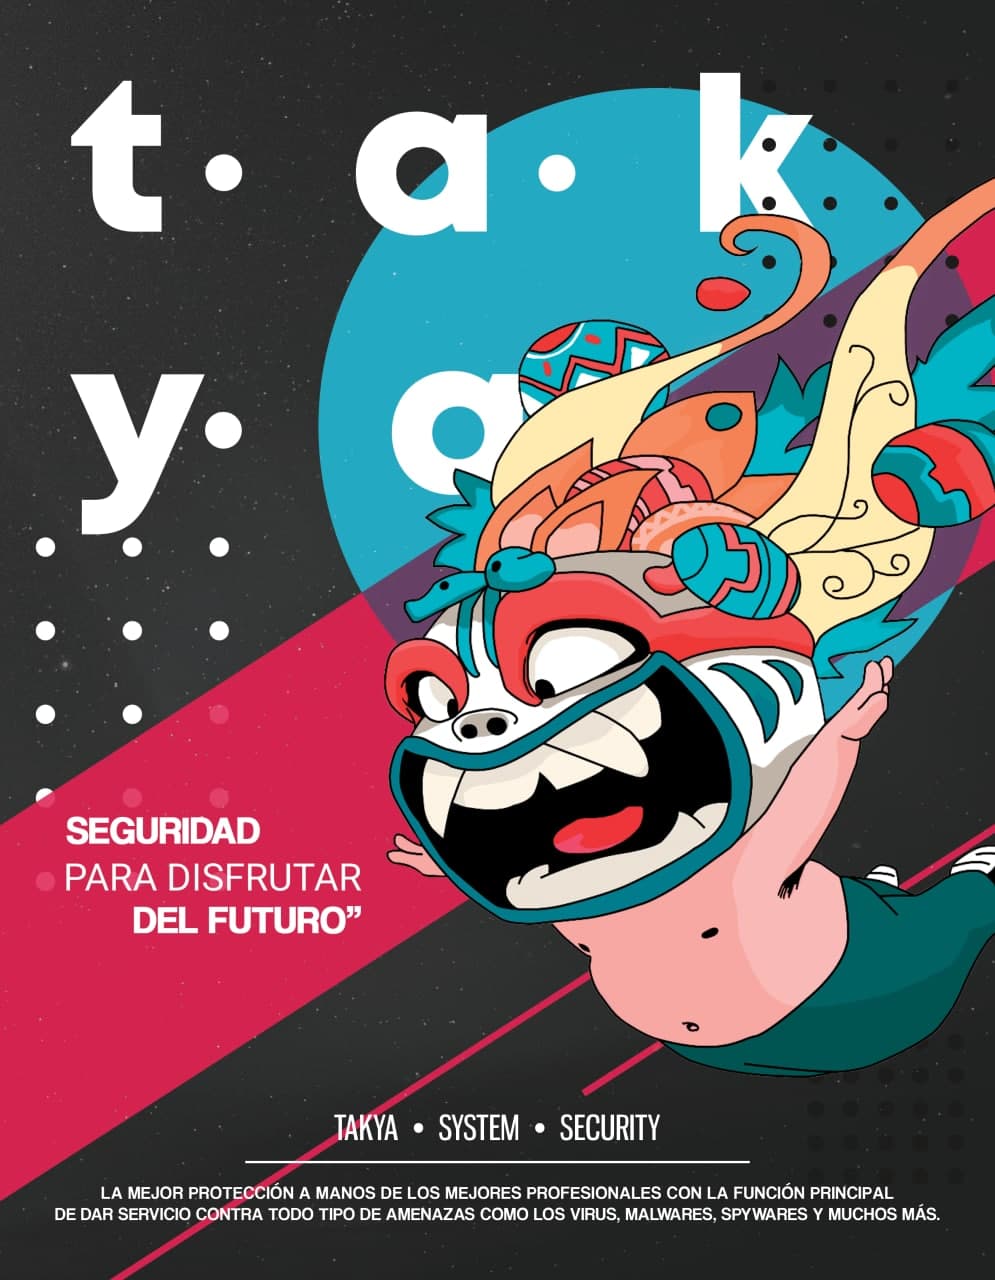 t. a. k
y. a
SEGURIDAD
PARA DISFRUTAR
DEL FUTURO”
TAKYA • SYSTEM • SECURITY
LA MEJOR PROTECCIÓN A MANOS DE LOS MEJORES PROFESIONALES CON LA FUNCIÓN PRINCIPAL
DE DAR SERVICIO CONTRA TODO TIPO DE AMENAZAS COMO LOS VIRUS, MALWARES, SPYWARES Y MUCHOS MÁS.